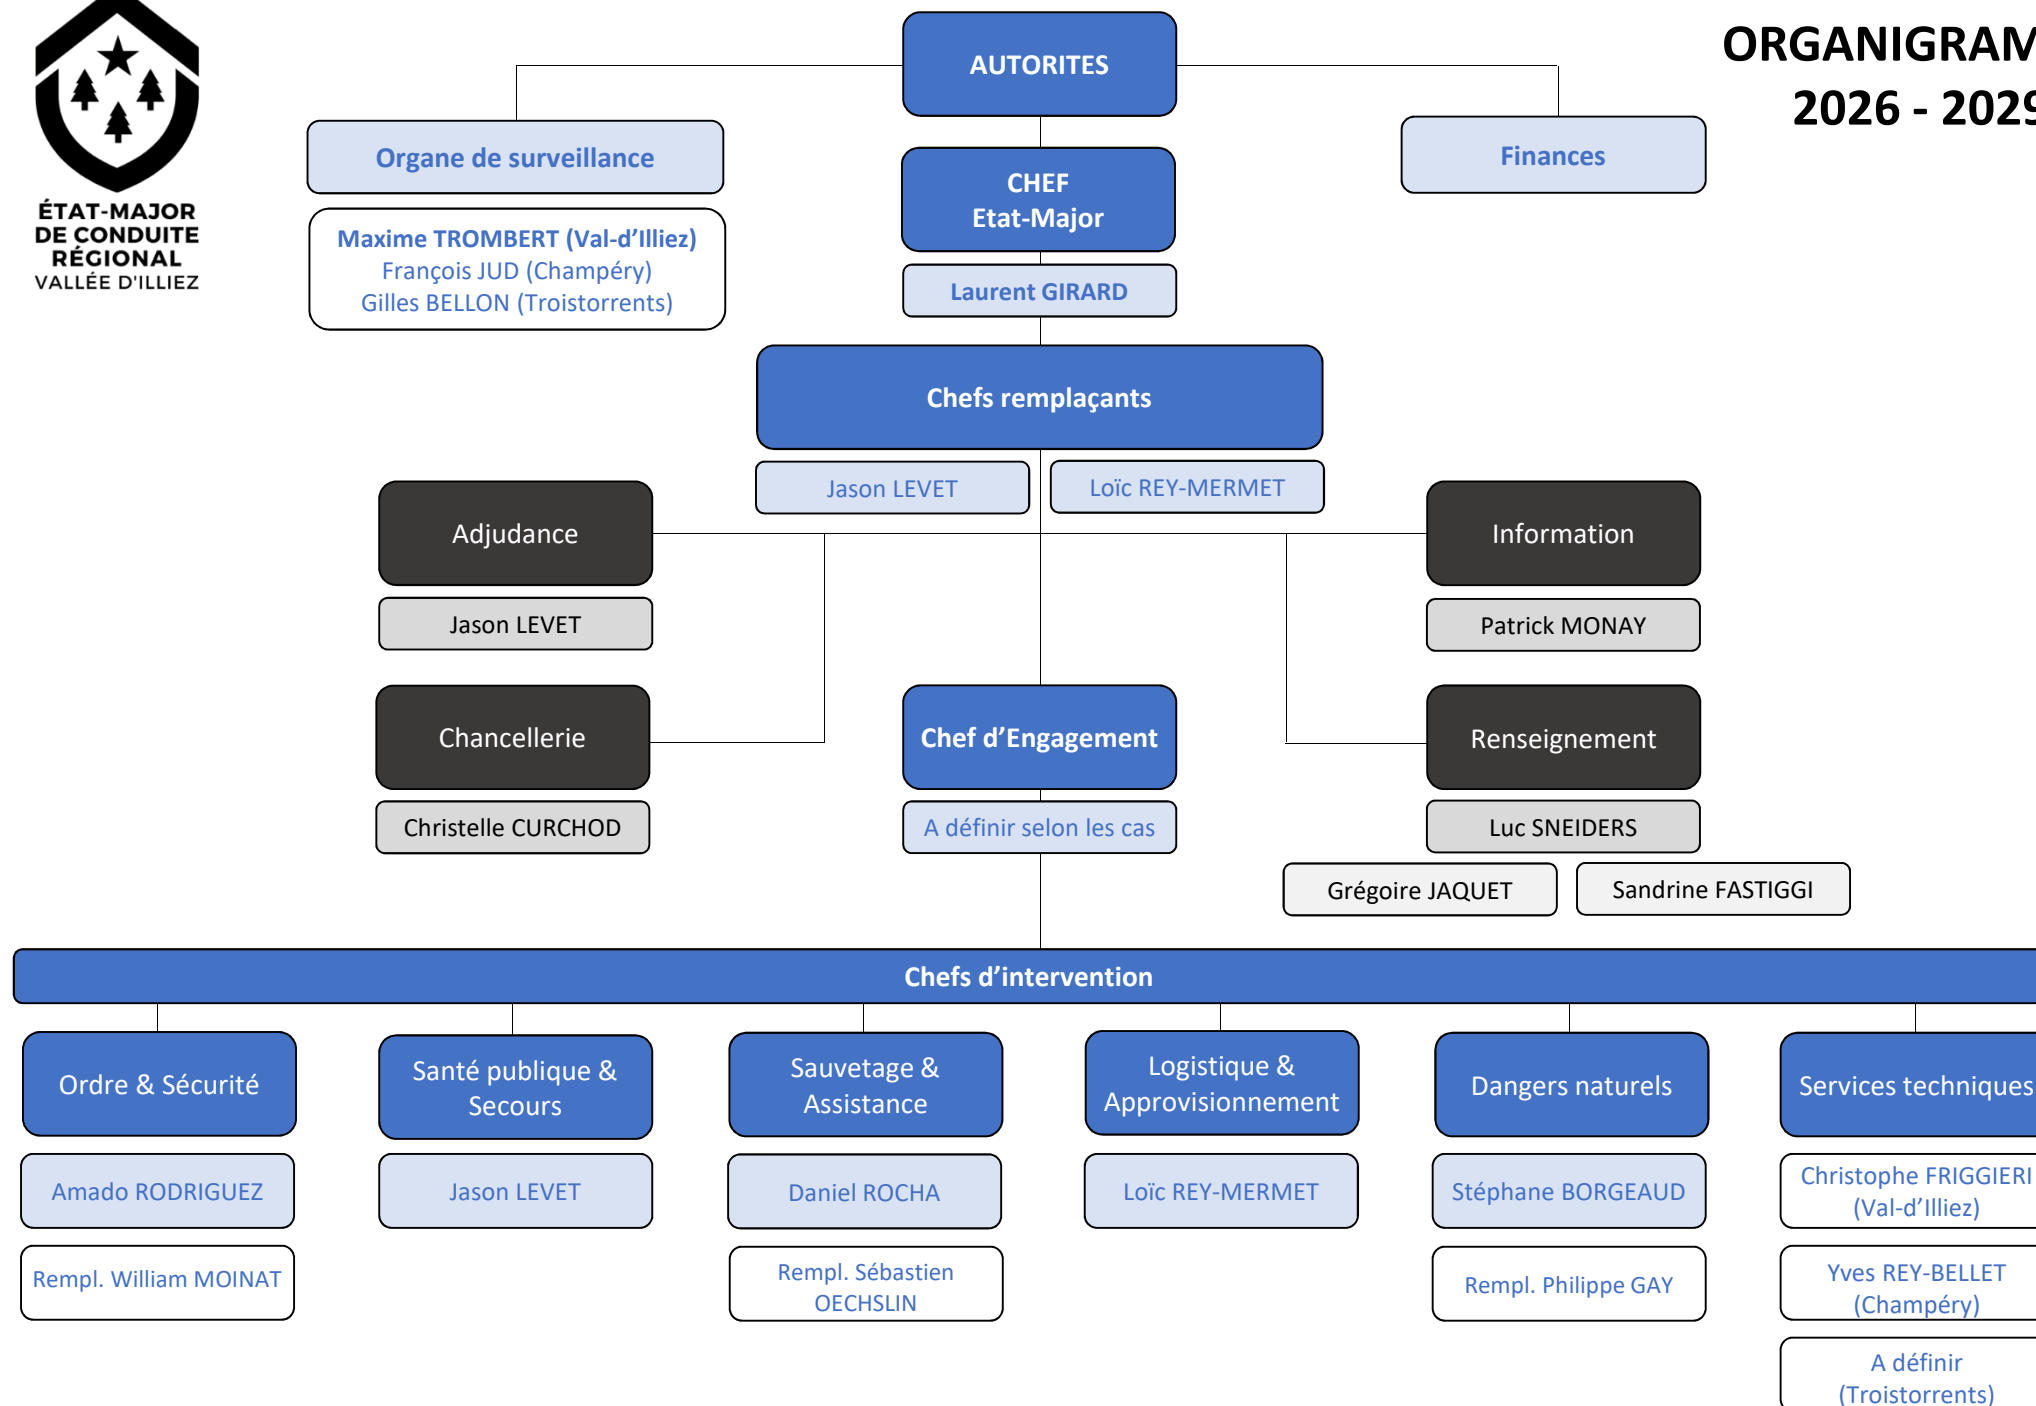 ÉTAT-MAJOR
DE CONDUITE
RÉGIONAL
VALLÉE D'ILLIEZ
ORGANIGRAM
2026 - 2029
AUTORITES
Organe de surveillance
Finances
Maxime TROMBERT (Val-d’Illiez)
François JUD (Champéry)
Gilles BELLON (Troistorrents)
CHEF
Etat-Major
Laurent GIRARD
Chefs remplaçants
Jason LEVET
Loïc REY-MERMET
Adjudance
Jason LEVET
Information
Patrick MONAY
Chancellerie
Christelle CURCHOD
Chef d’Engagement
A définir selon les cas
Renseignement
Luc SNEIDERS
Grégoire JAQUET
Sandrine FASTIGGI
Chefs d’intervention
Ordre & Sécurité
Amado RODRIGUEZ
Rempl. William MOINAT
Santé publique &
Secours
Jason LEVET
Sauvetage &
Assistance
Daniel ROCHA
Rempl. Sébastien
OECHSLIN
Logistique &
Approvisionnement
Loïc REY-MERMET
Dangers naturels
Stéphane BORGEAUD
Rempl. Philippe GAY
Services techniques
Christophe FRIGGIERI
(Val-d’Illiez)
Yves REY-BELLET
(Champéry)
A définir
(Troistorrents)